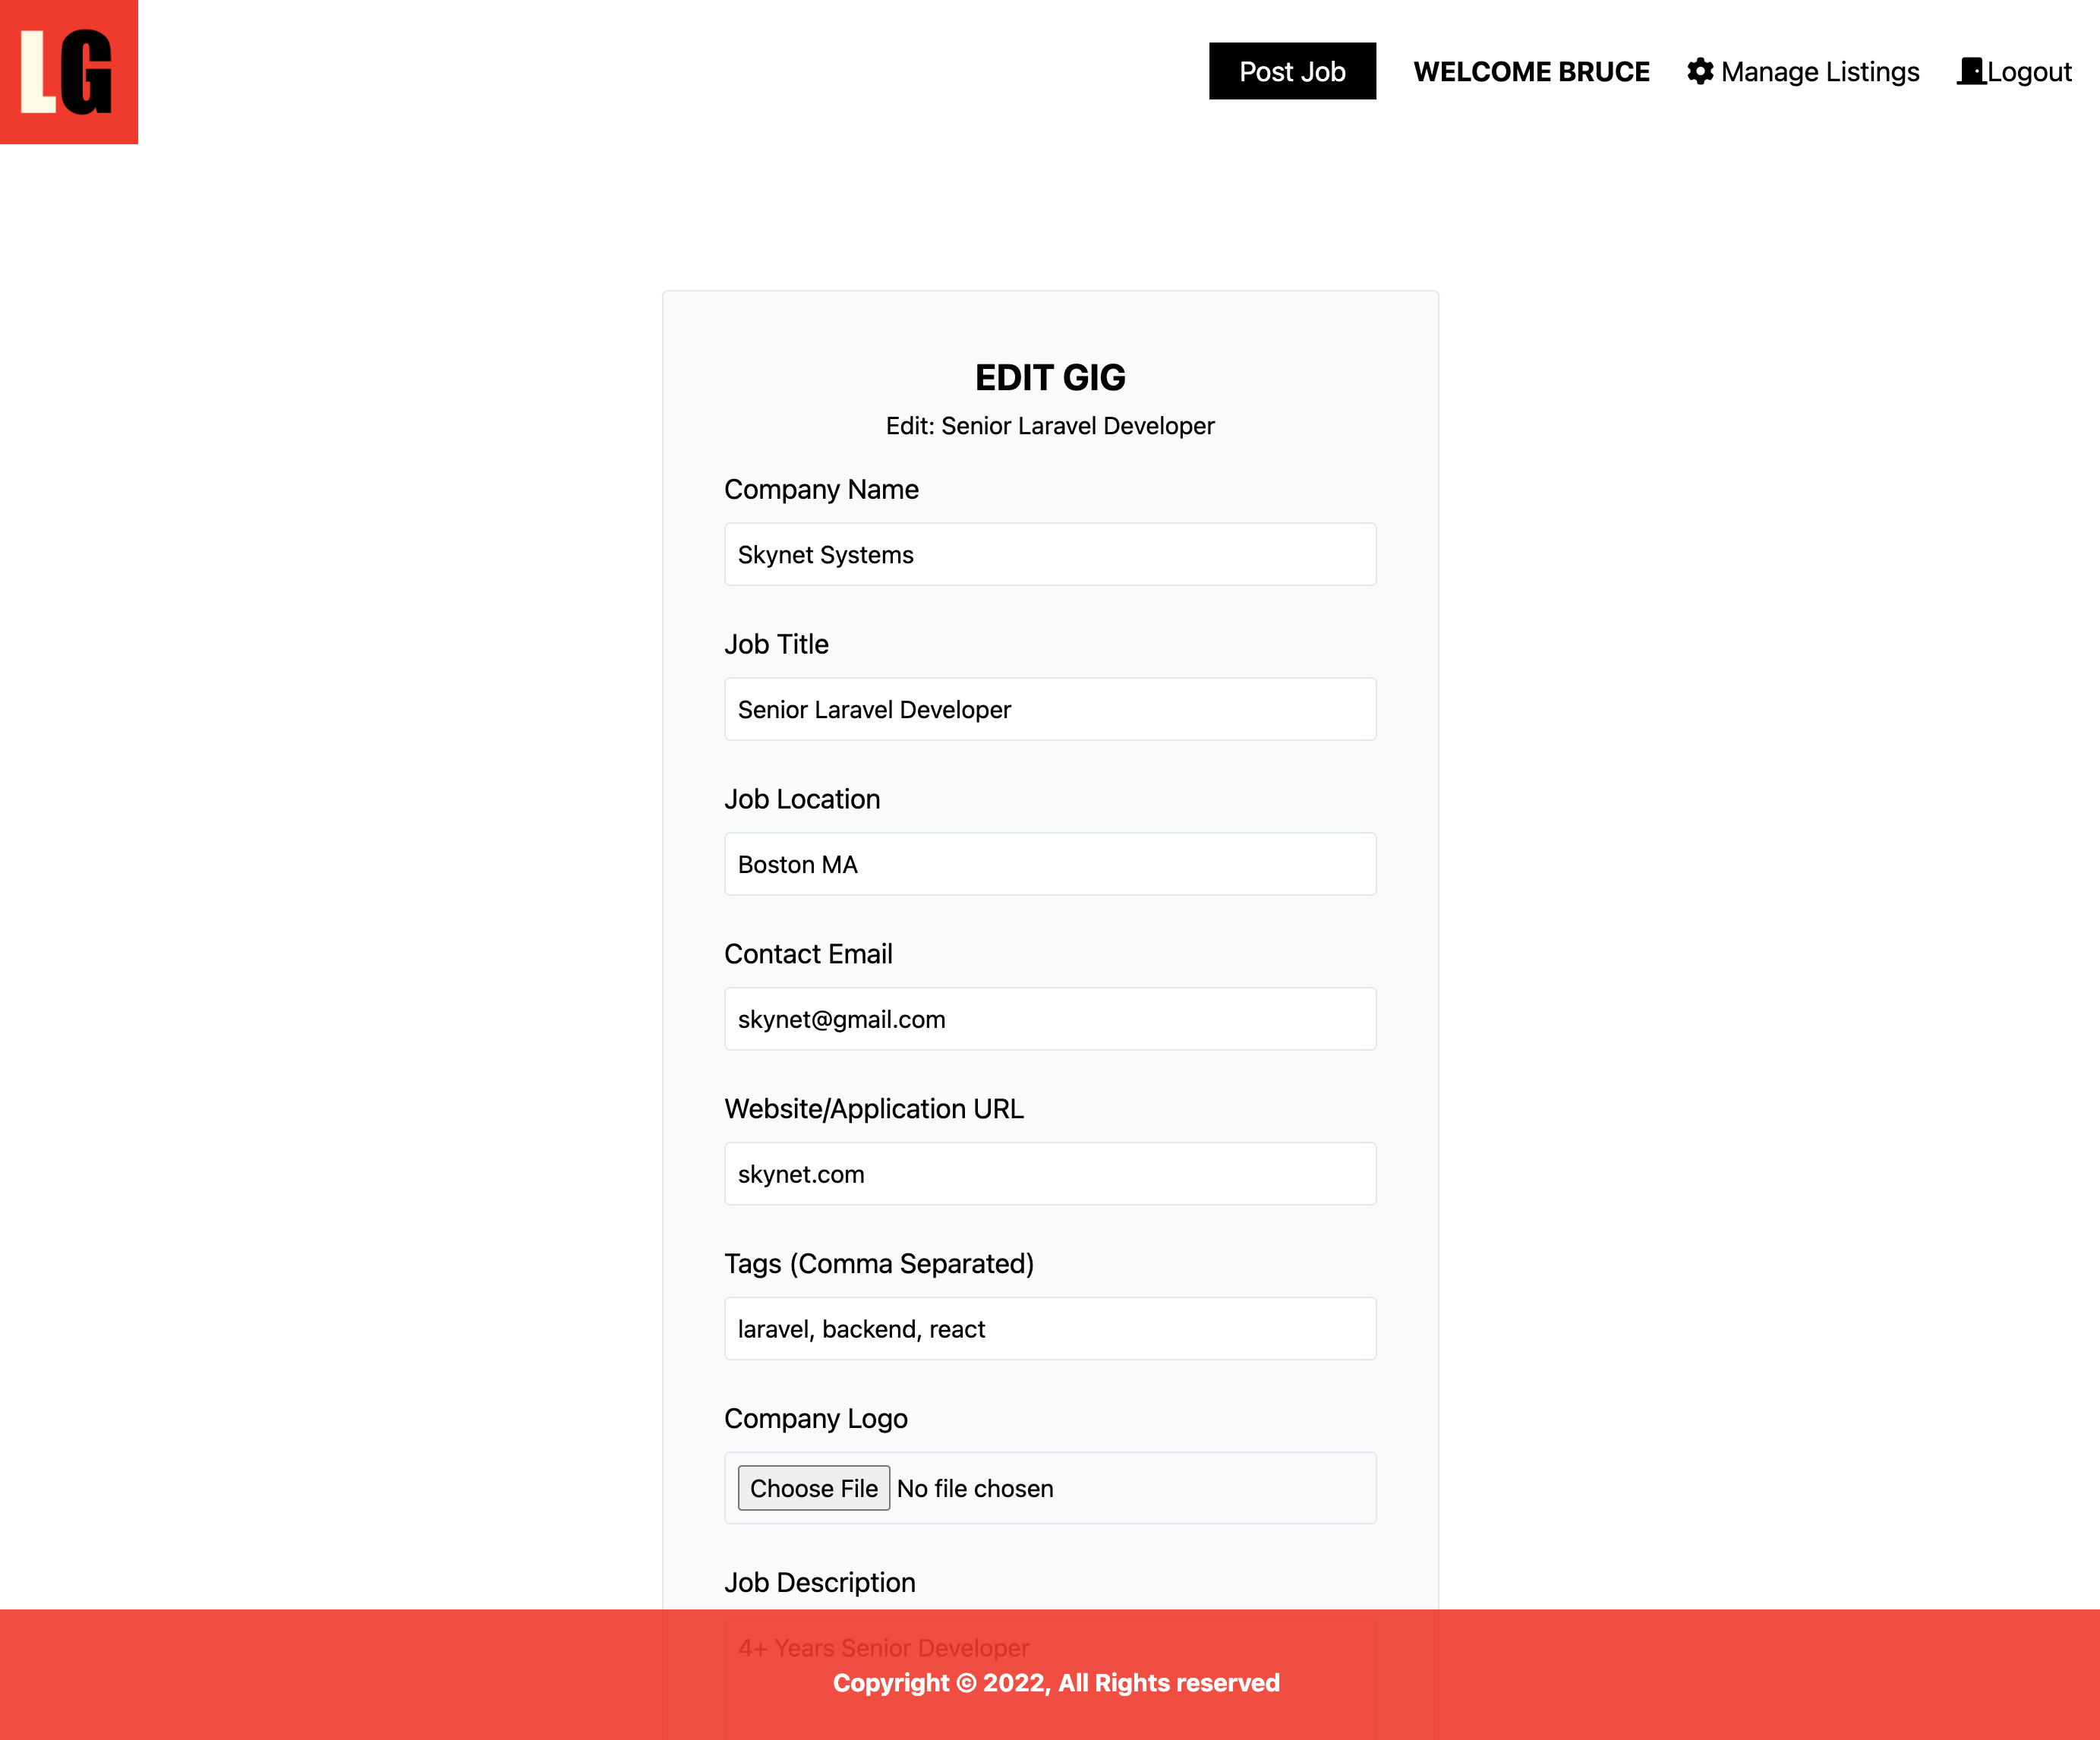 LG
Post Job WELCOME BRUCE Manage Listings Logout
EDIT GIG
Edit: Senior Laravel Developer
Company Name
Skynet Systems
Job Title
Senior Laravel Developer
Job Location
Boston MA
Contact Email
skynet@gmail.com
Website/Application URL
skynet.com
Tags (Comma Separated)
laravel, backend, react
Company Logo
Choose File No file chosen
Job Description
4+ Years Senior Developer
Copyright © 2022, All Rights reserved